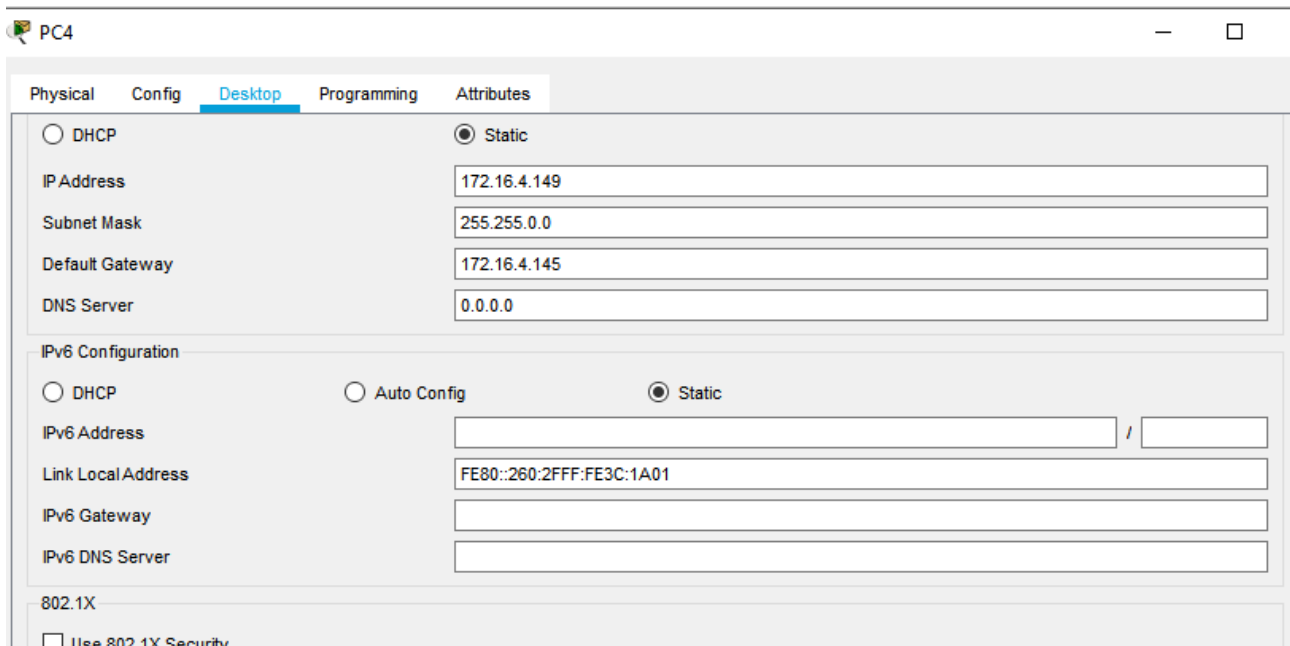 PC4
Physical Config Desktop Programming Attributes
DHCP Static
IP Address 172.16.4.149
Subnet Mask 255.255.0.0
Default Gateway 172.16.4.145
DNS Server 0.0.0.0
IPv6 Configuration
DHCP Auto Config Static
IPv6 Address /
Link Local Address FE80::260:2FFF:FE3C:1A01
IPv6 Gateway
IPv6 DNS Server
802.1X
Use 802.1X Security